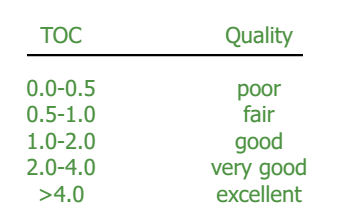 TOC Quality
0.0-0.5 poor
0.5-1.0 fair
1.0-2.0 good
2.0-4.0 very good
>4.0 excellent